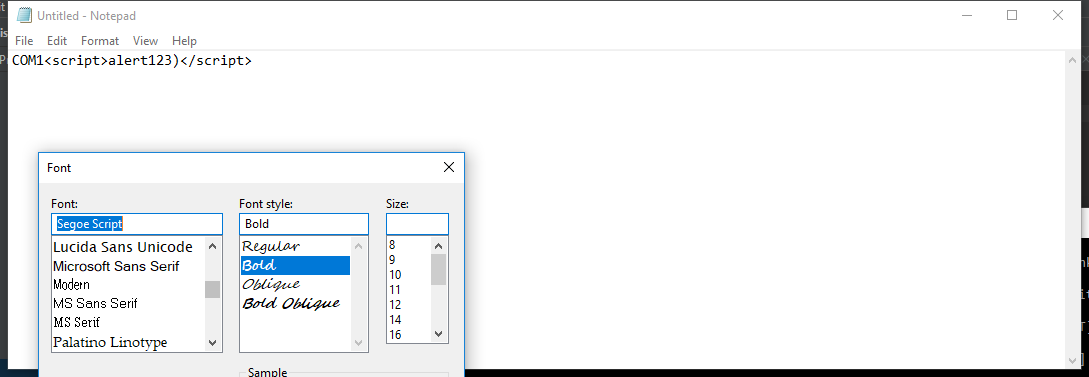 Untitled - Notepad
File Edit Format View Help
COM1<script>alert123)</script>
Font
Font: Font style: Size:
Segoe Script Bold
Lucida Sans Unicode Regular 8
Microsoft Sans Serif Bold 9
Modern Oblique 10
MS Sans Serif Bold Oblique 11
MS Serif 12
Palatino Linotype 14
16
Sample